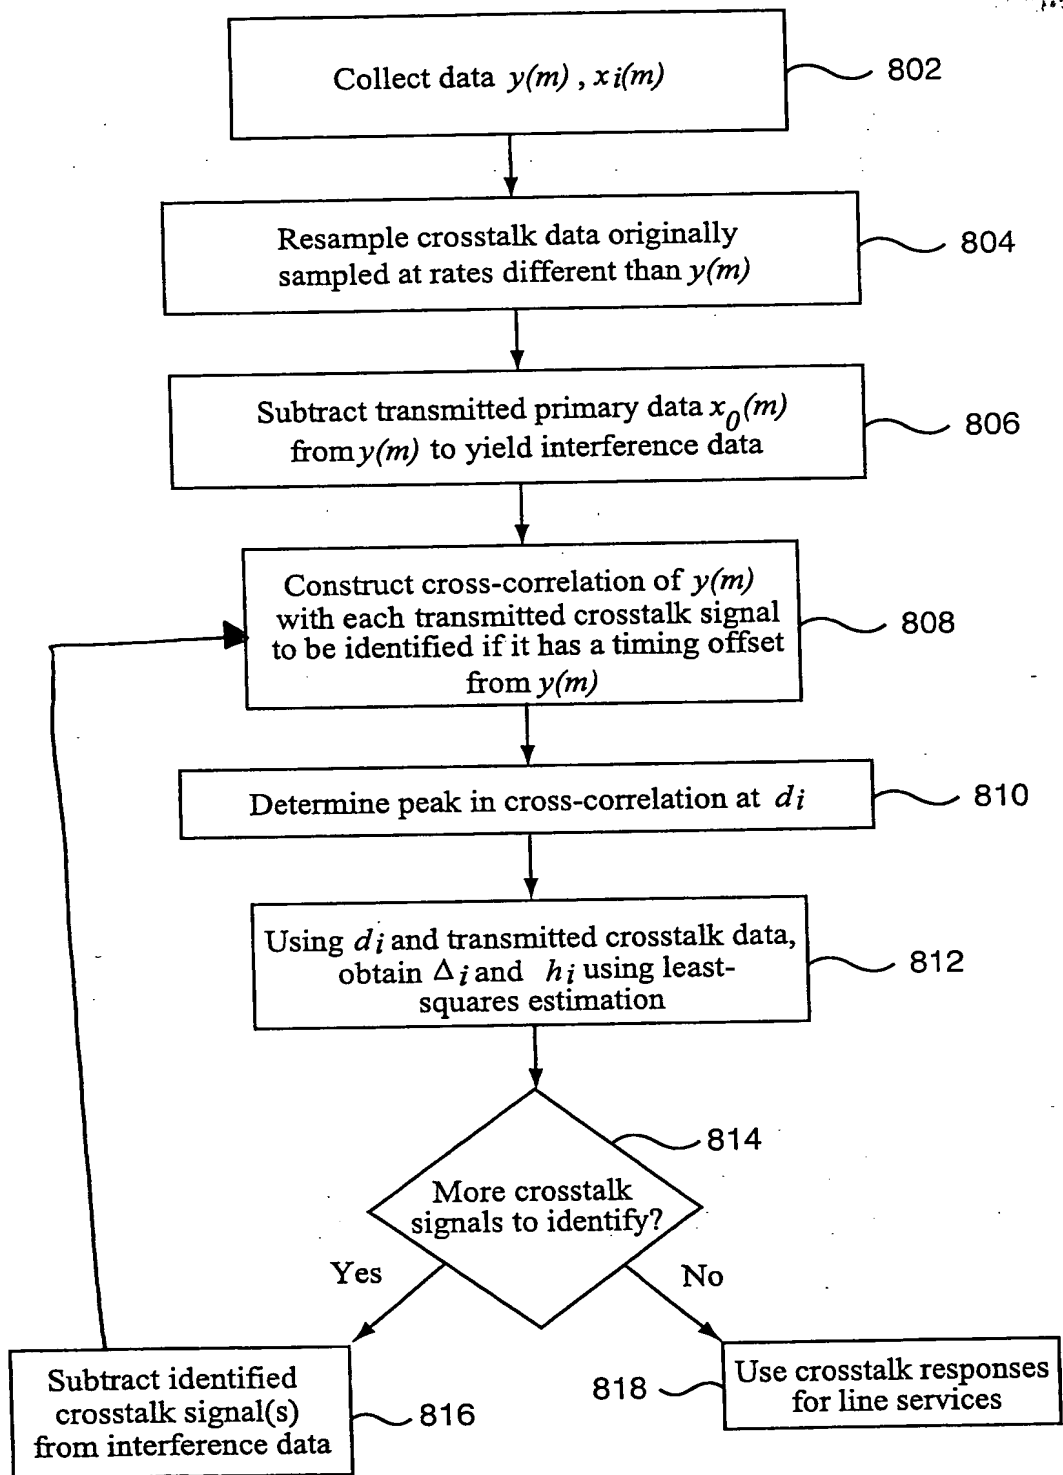 Collect data y(m) , xi(m)
802
Resample crosstalk data originally
sampled at rates different than y(m)
804
Subtract transmitted primary data x0(m)
from y(m) to yield interference data
806
Construct cross-correlation of y(m)
with each transmitted crosstalk signal
to be identified if it has a timing offset
from y(m)
808
Determine peak in cross-correlation at di
810
Using di and transmitted crosstalk data,
obtain Δi and hi using least-
squares estimation
812
814
More crosstalk
signals to identify?
Yes
No
Subtract identified
crosstalk signal(s)
from interference data
816
818
Use crosstalk responses
for line services